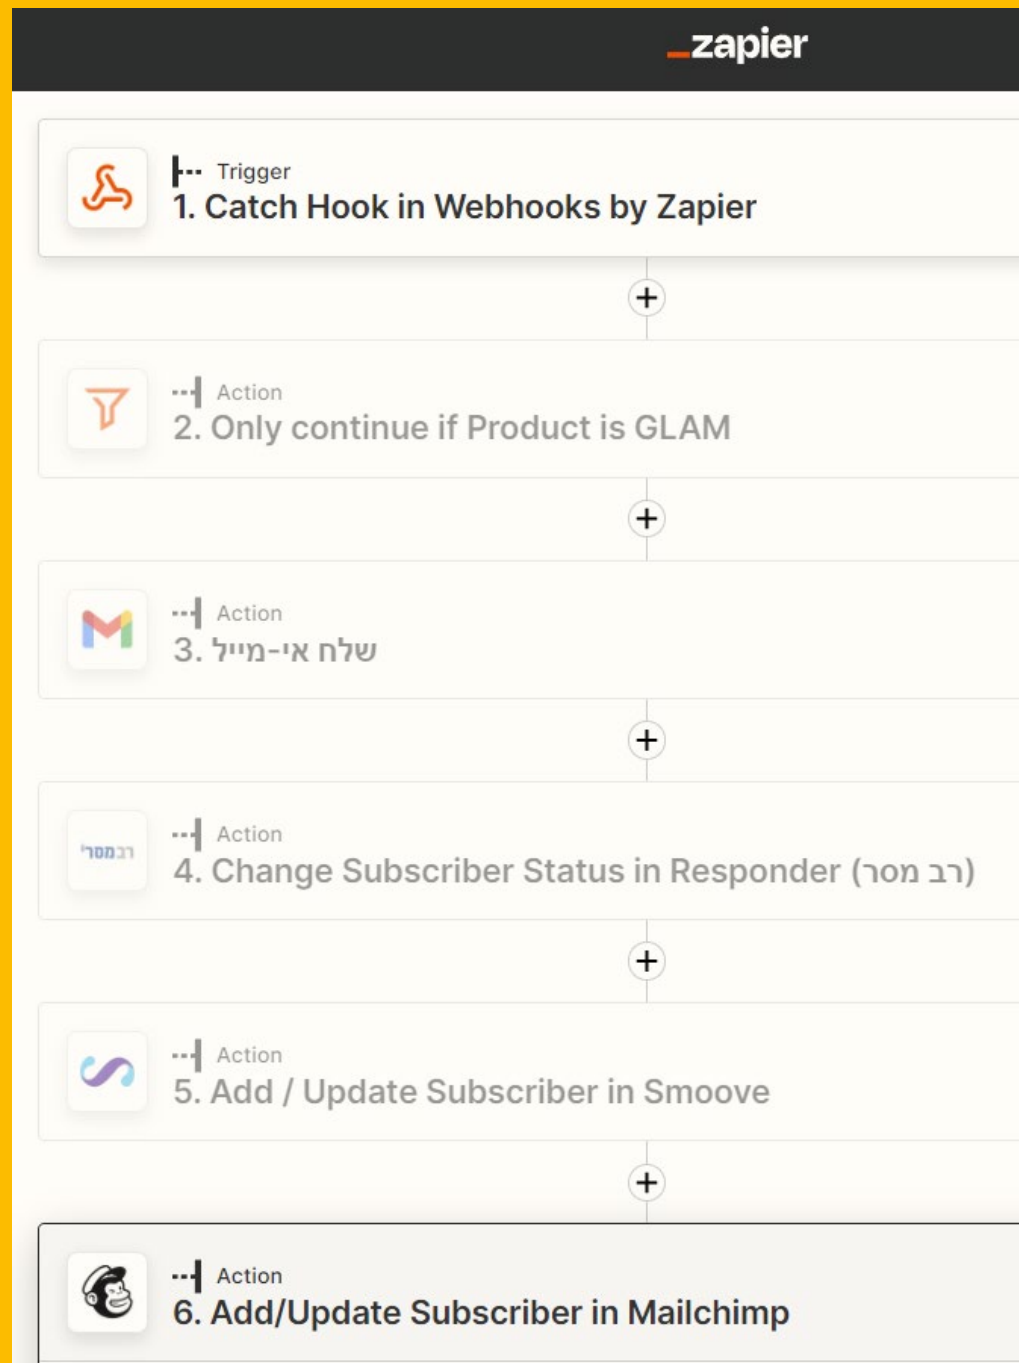 zapier
Trigger
1. Catch Hook in Webhooks by Zapier
Action
2. Only continue if Product is GLAM
Action
3. שלח אי-מייל
Action
רבמסר
4. Change Subscriber Status in Responder (רב מסר)
Action
5. Add / Update Subscriber in Smoove
Action
6. Add/Update Subscriber in Mailchimp